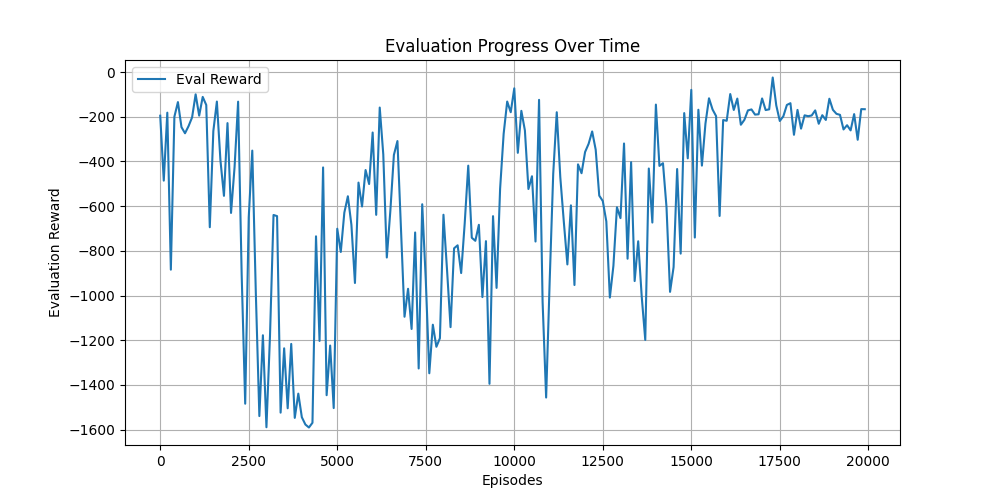 Evaluation Progress Over Time
Eval Reward
Evaluation Reward
0
−200
−400
−600
−800
−1000
−1200
−1400
−1600
0 2500 5000 7500 10000 12500 15000 17500 20000
Episodes